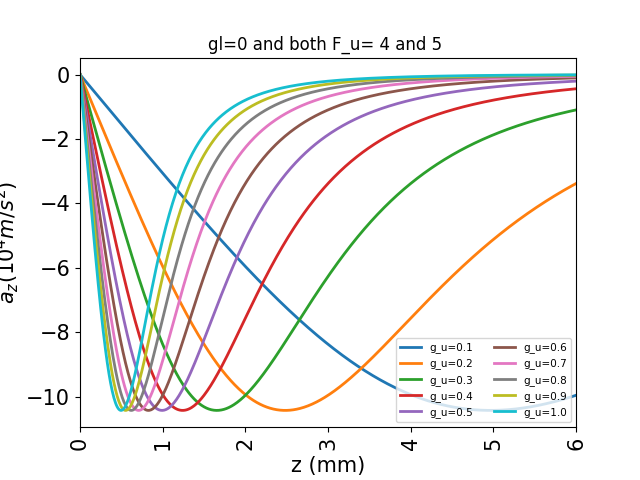 gl=0 and both F_u= 4 and 5
a_z(10⁴m/s²)
0
−2
−4
−6
−8
−10
0 1 2 3 4 5 6
z (mm)
g_u=0.1 g_u=0.6
g_u=0.2 g_u=0.7
g_u=0.3 g_u=0.8
g_u=0.4 g_u=0.9
g_u=0.5 g_u=1.0